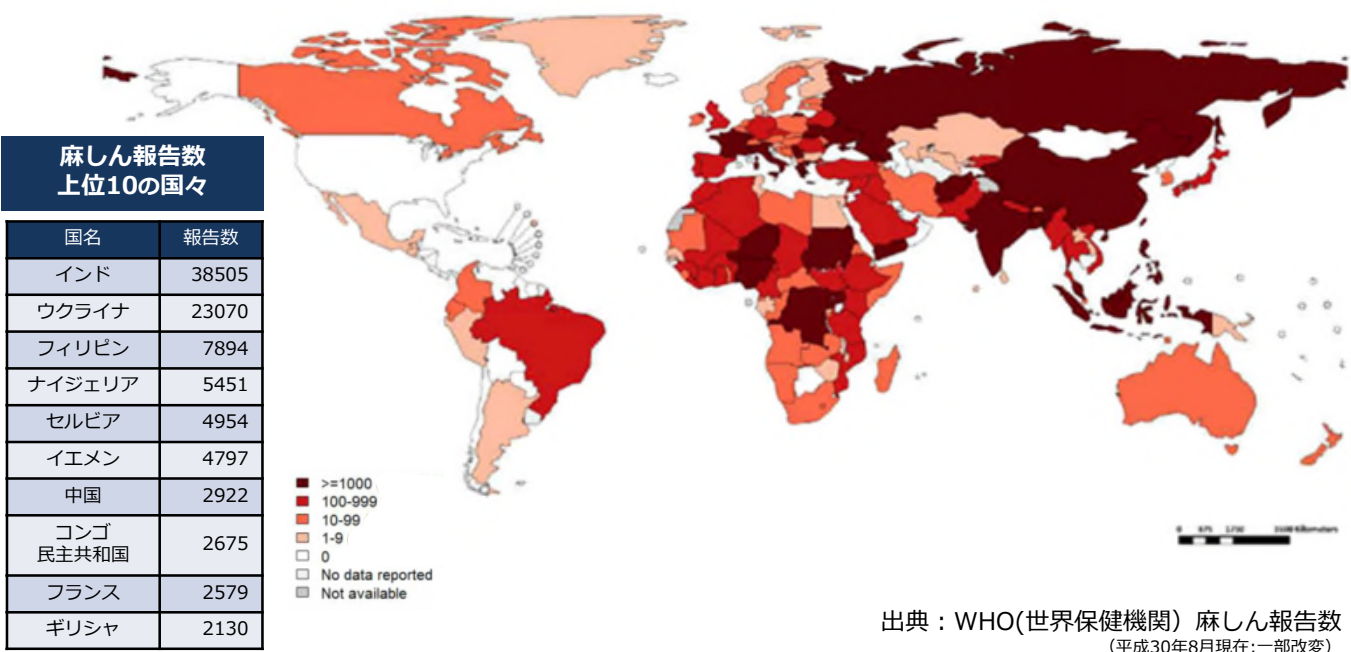 麻しん報告数
上位10の国々
国名 報告数
インド 38505
ウクライナ 23070
フィリピン 7894
ナイジェリア 5451
セルビア 4954
イエメン 4797
中国 2922
コンゴ
民主共和国 2675
フランス 2579
ギリシャ 2130
>=1000
100-999
10-99
1-9
0
No data reported
Not available
0 875 1750 3500 Kilometers
出典：WHO(世界保健機関）麻しん報告数
（平成30年8月現在:一部改変）